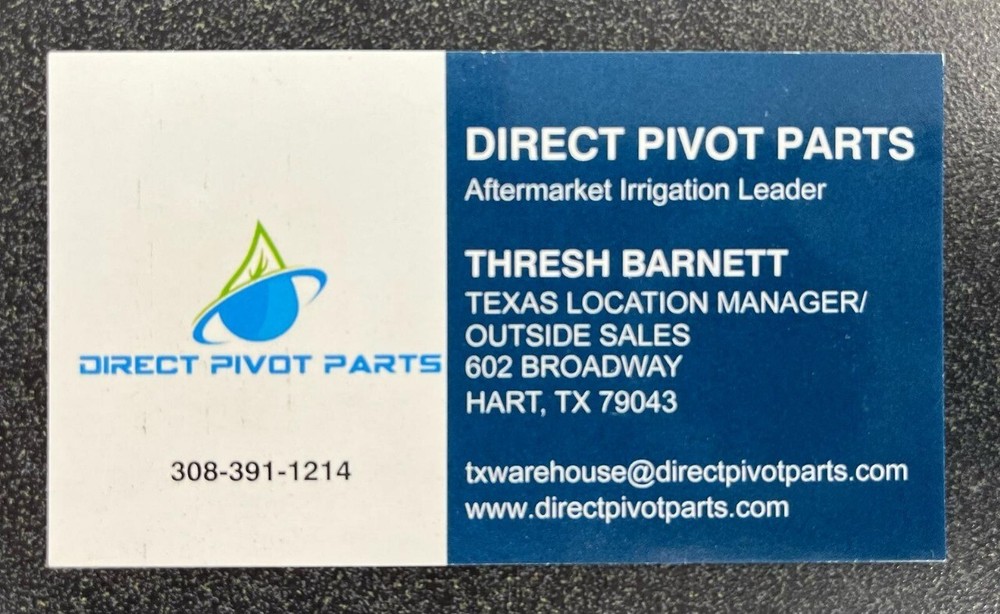 DIRECT PIVOT PARTS
308-391-1214
DIRECT PIVOT PARTS
Aftermarket Irrigation Leader
THRESH BARNETT
TEXAS LOCATION MANAGER/
OUTSIDE SALES
602 BROADWAY
HART, TX 79043
txwarehouse@directpivotparts.com
www.directpivotparts.com